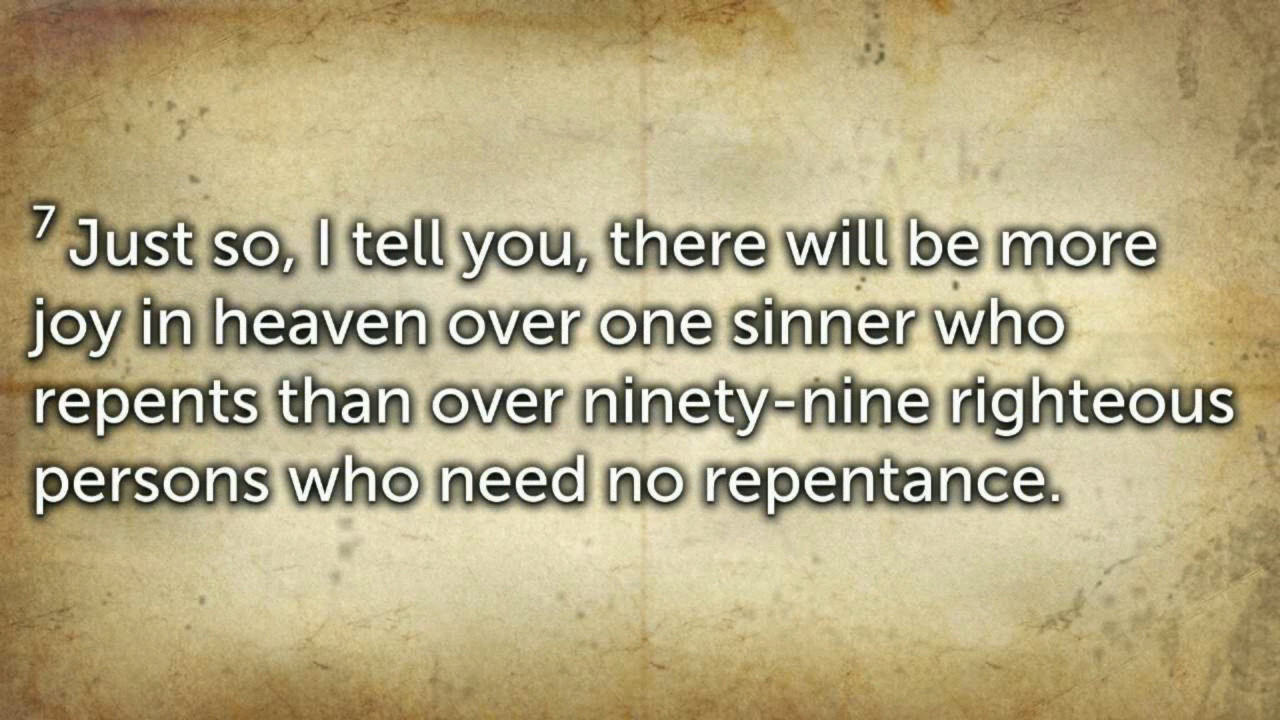 ⁷ Just so, I tell you, there will be more
joy in heaven over one sinner who
repents than over ninety-nine righteous
persons who need no repentance.